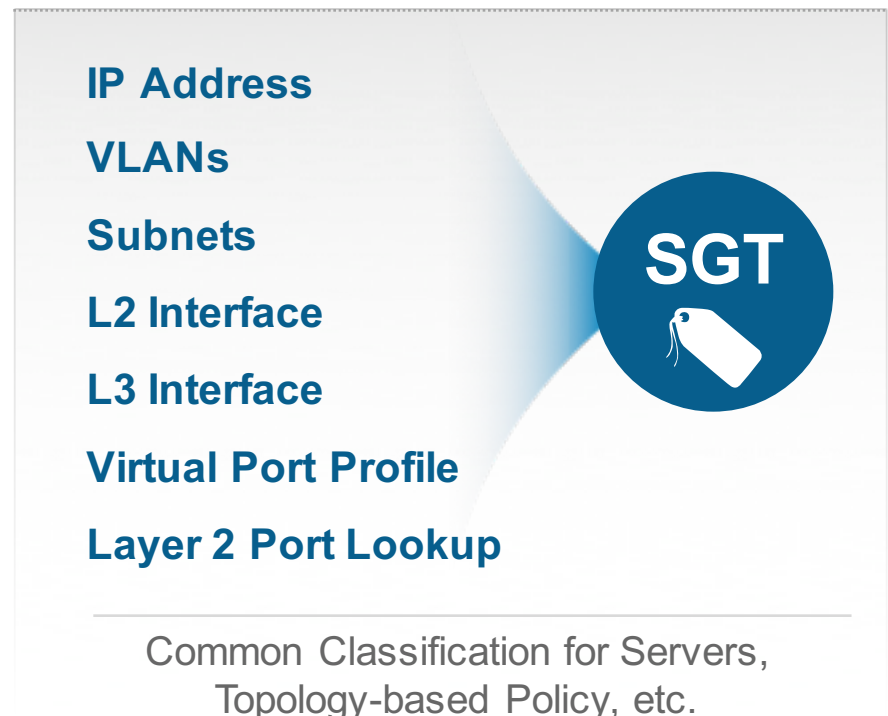 IP Address
VLANs
Subnets
L2 Interface
L3 Interface
Virtual Port Profile
Layer 2 Port Lookup
SGT
Common Classification for Servers,
Topology-based Policy, etc.